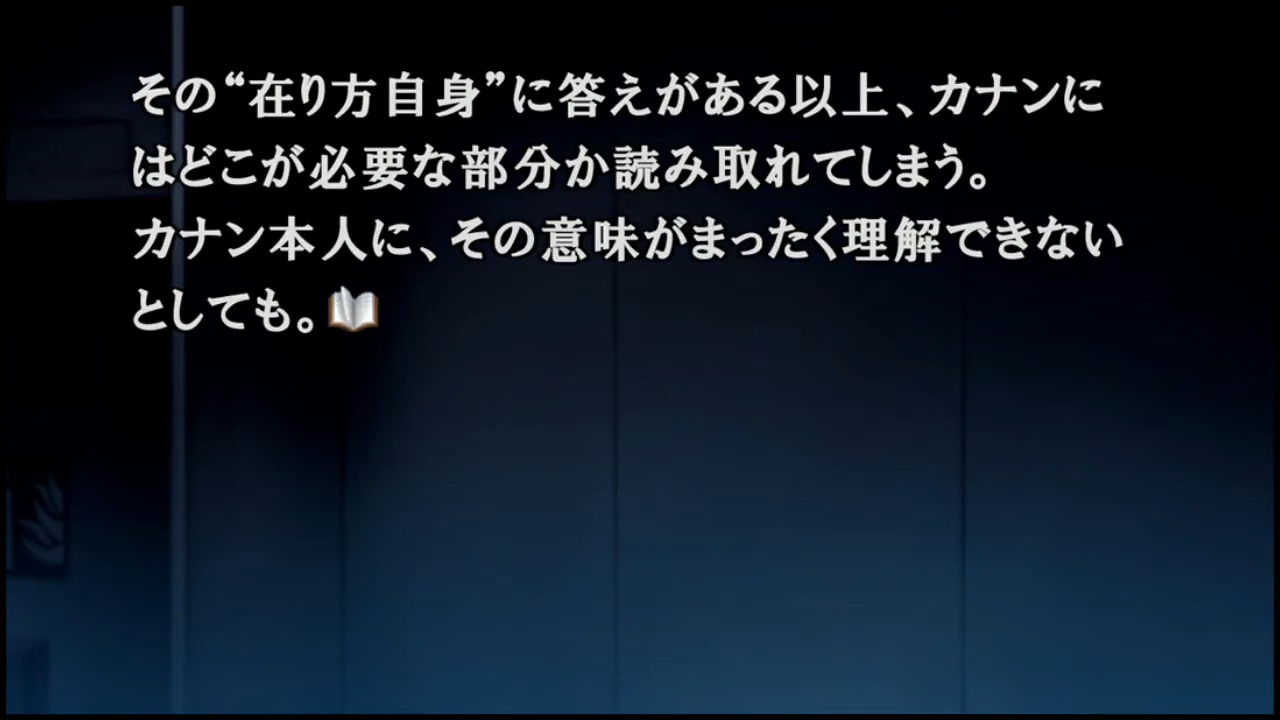 その“在り方自身”に答えがある以上、カナンに
はどこが必要な部分か読み取れてしまう。
カナン本人に、その意味がまったく理解できない
としても。